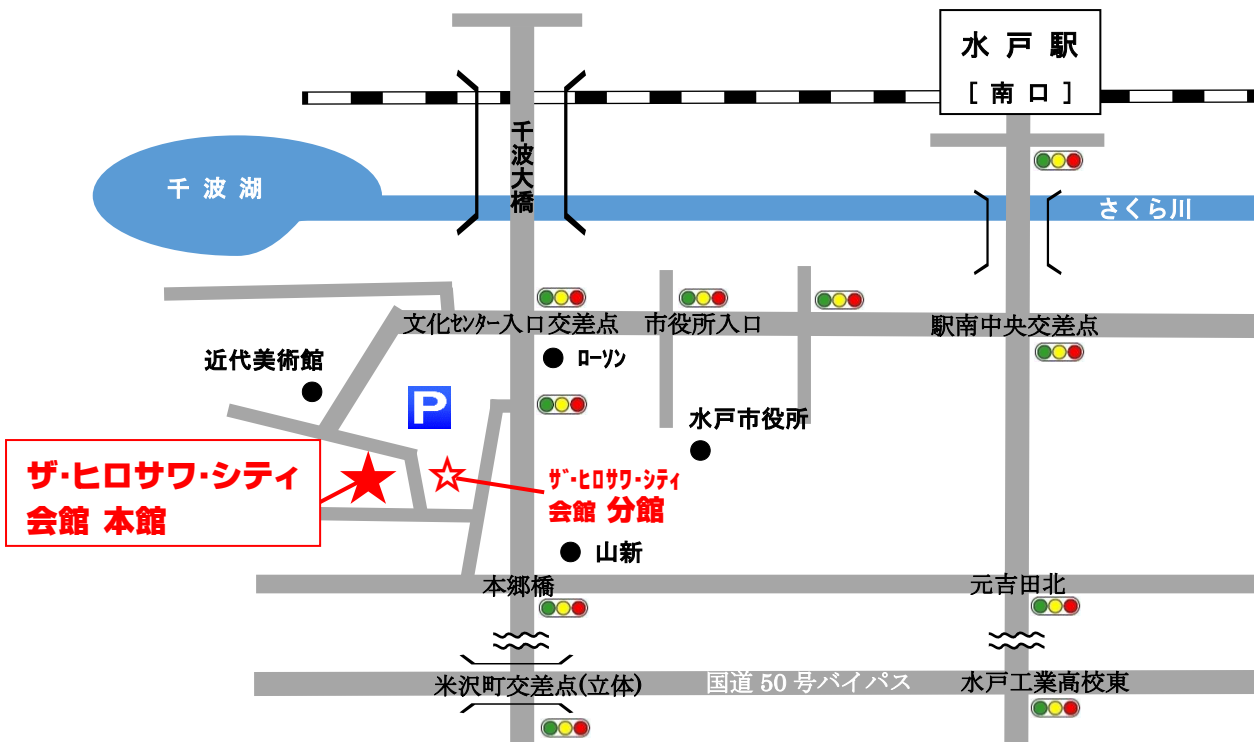 水戸駅
[南口]
千波大橋
千波湖
さくら川
文化センター入口交差点
市役所入口
駅南中央交差点
近代美術館
ローソン
P
水戸市役所
ザ・ヒロサワ・シティ
会館 本館
ザ・ヒロサワ・シティ
会館 分館
山新
本郷橋
元吉田北
米沢町交差点(立体)
国道50号バイパス
水戸工業高校東